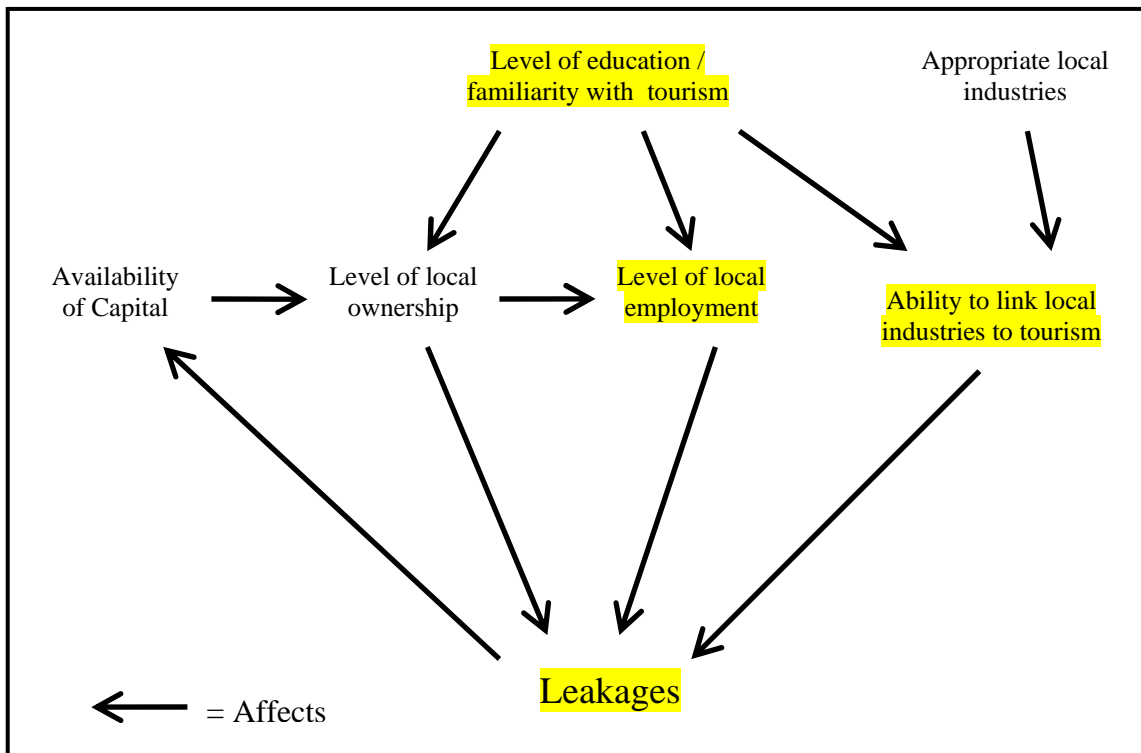 Level of education /
familiarity with  tourism
Appropriate local
industries
Availability
of Capital
Level of local
ownership
Level of local
employment
Ability to link local
industries to tourism
Leakages
= Affects